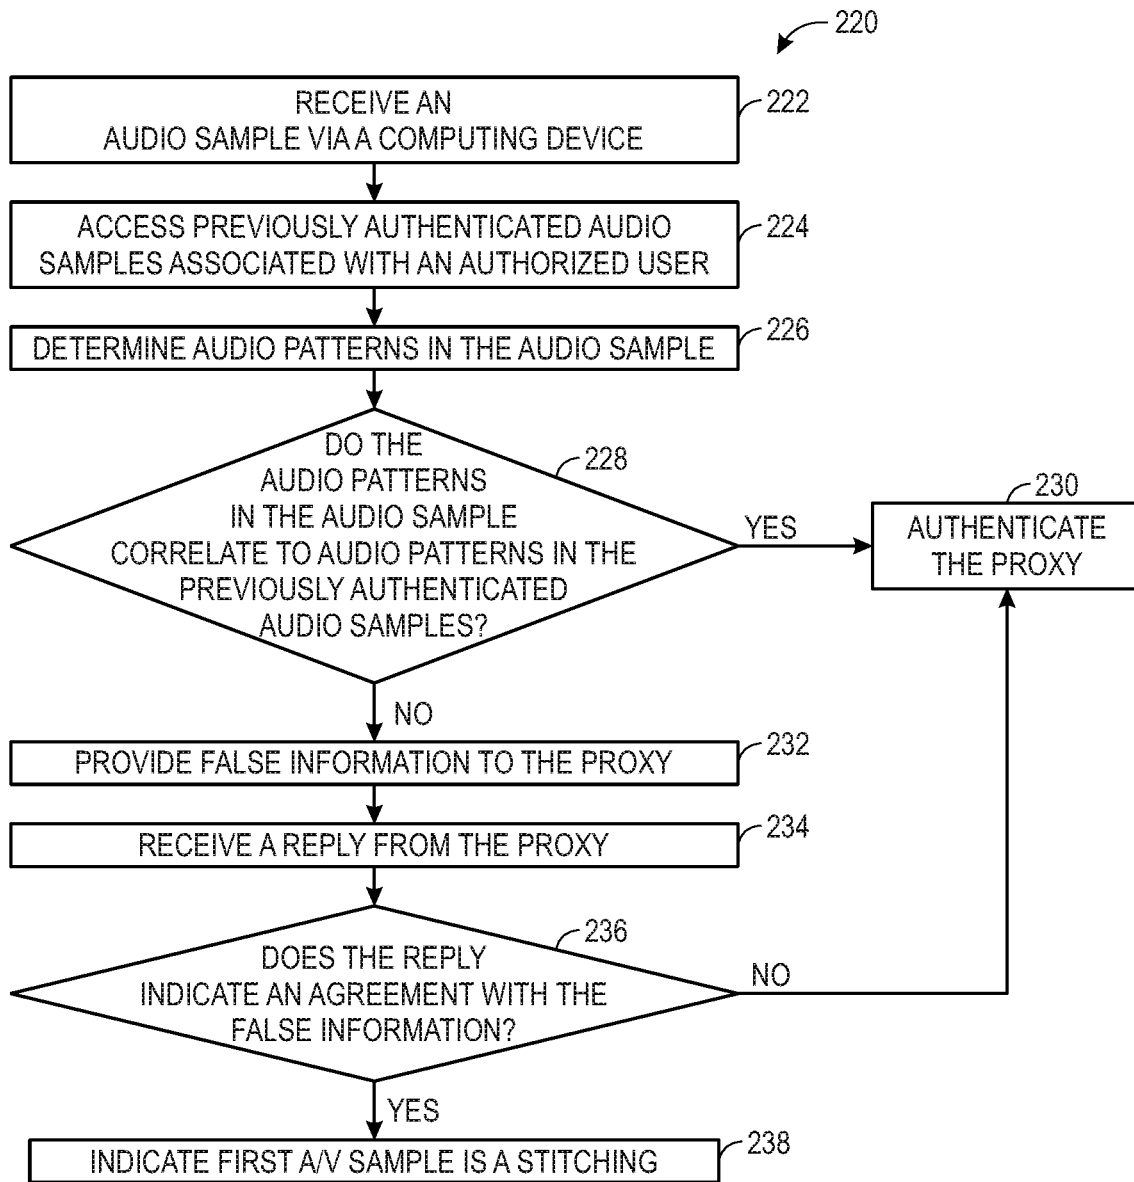 220
RECEIVE AN
AUDIO SAMPLE VIA A COMPUTING DEVICE
222
ACCESS PREVIOUSLY AUTHENTICATED AUDIO
SAMPLES ASSOCIATED WITH AN AUTHORIZED USER
224
DETERMINE AUDIO PATTERNS IN THE AUDIO SAMPLE
226
DO THE
AUDIO PATTERNS
IN THE AUDIO SAMPLE
CORRELATE TO AUDIO PATTERNS IN THE
PREVIOUSLY AUTHENTICATED
AUDIO SAMPLES?
228
YES
230
AUTHENTICATE
THE PROXY
NO
PROVIDE FALSE INFORMATION TO THE PROXY
232
RECEIVE A REPLY FROM THE PROXY
234
DOES THE REPLY
INDICATE AN AGREEMENT WITH THE
FALSE INFORMATION?
236
NO
YES
INDICATE FIRST A/V SAMPLE IS A STITCHING
238